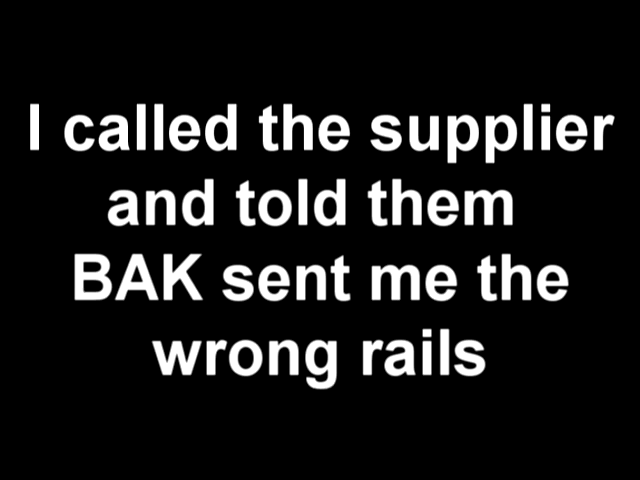 I called the supplier
and told them
BAK sent me the
wrong rails